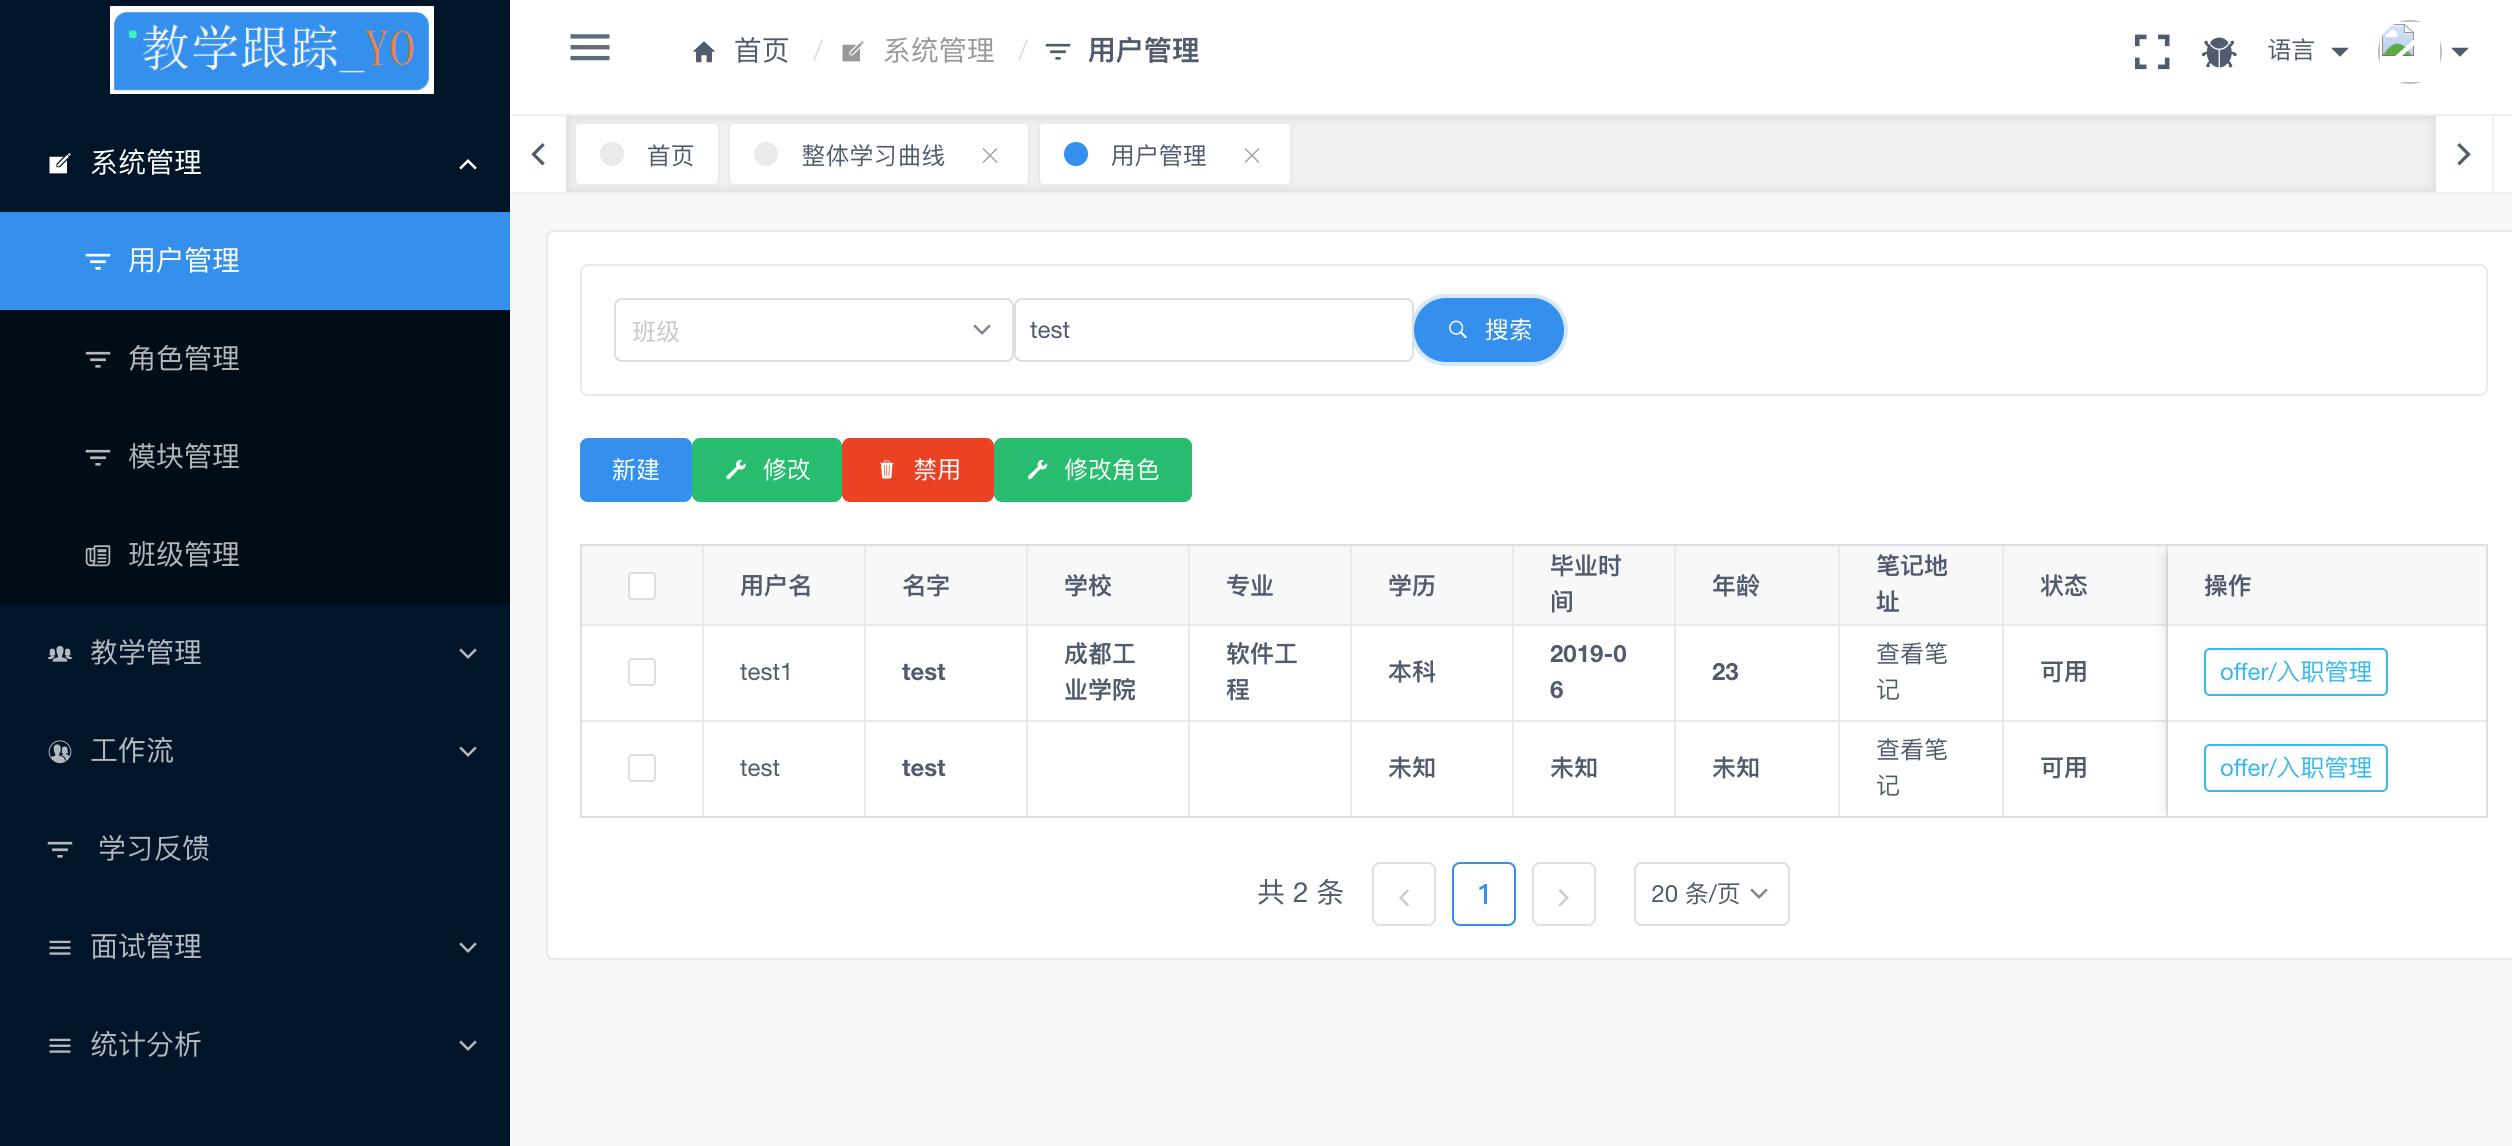 教学跟踪_YO
系统管理
用户管理
角色管理
模块管理
班级管理
教学管理
工作流
学习反馈
面试管理
统计分析
首页 / 系统管理 / 用户管理
语言
首页 整体学习曲线 用户管理
班级 test 搜索
新建 修改 禁用 修改角色
用户名 名字 学校 专业 学历 毕业时间 年龄 笔记地址 状态 操作
test1 test 成都工业学院 软件工程 本科 2019-06 23 查看笔记 可用 offer/入职管理
test test 未知 未知 未知 查看笔记 可用 offer/入职管理
共 2 条 1 20 条/页